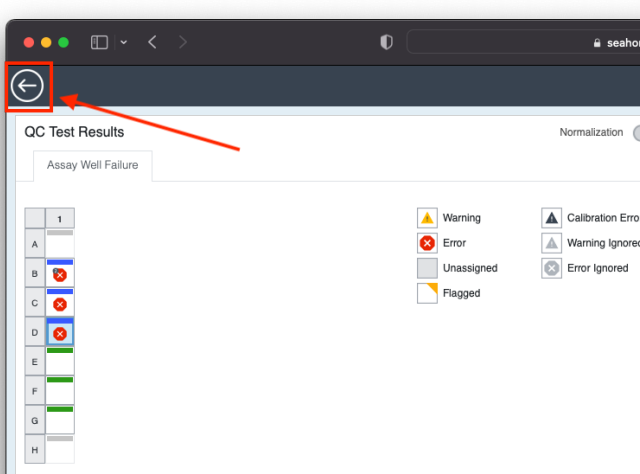 seaho
QC Test Results
Normalization
Assay Well Failure
1
A
B
C
D
E
F
G
H
Warning
Error
Unassigned
Flagged
Calibration Erro
Warning Ignored
Error Ignored